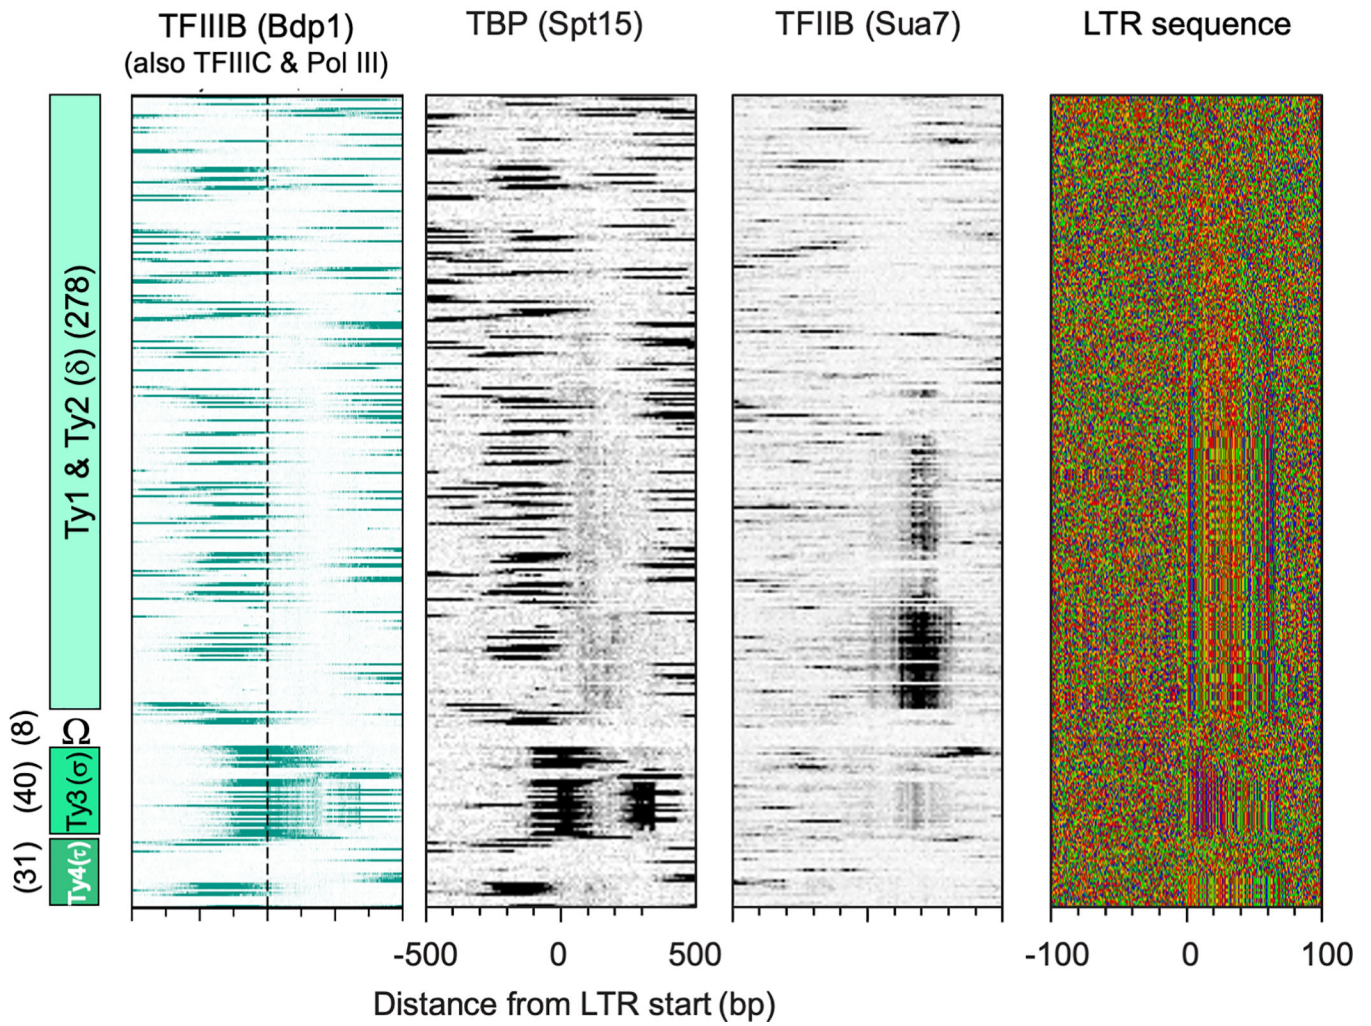 TFIIIB (Bdp1)
(also TFIIIC & Pol III)
TBP (Spt15)
TFIIB (Sua7)
LTR sequence
Ty1 & Ty2 (δ) (278)
Ω (8)
Ty3 (σ) (40)
Ty4(τ) (31)
-500 0 500
-100 0 100
Distance from LTR start (bp)